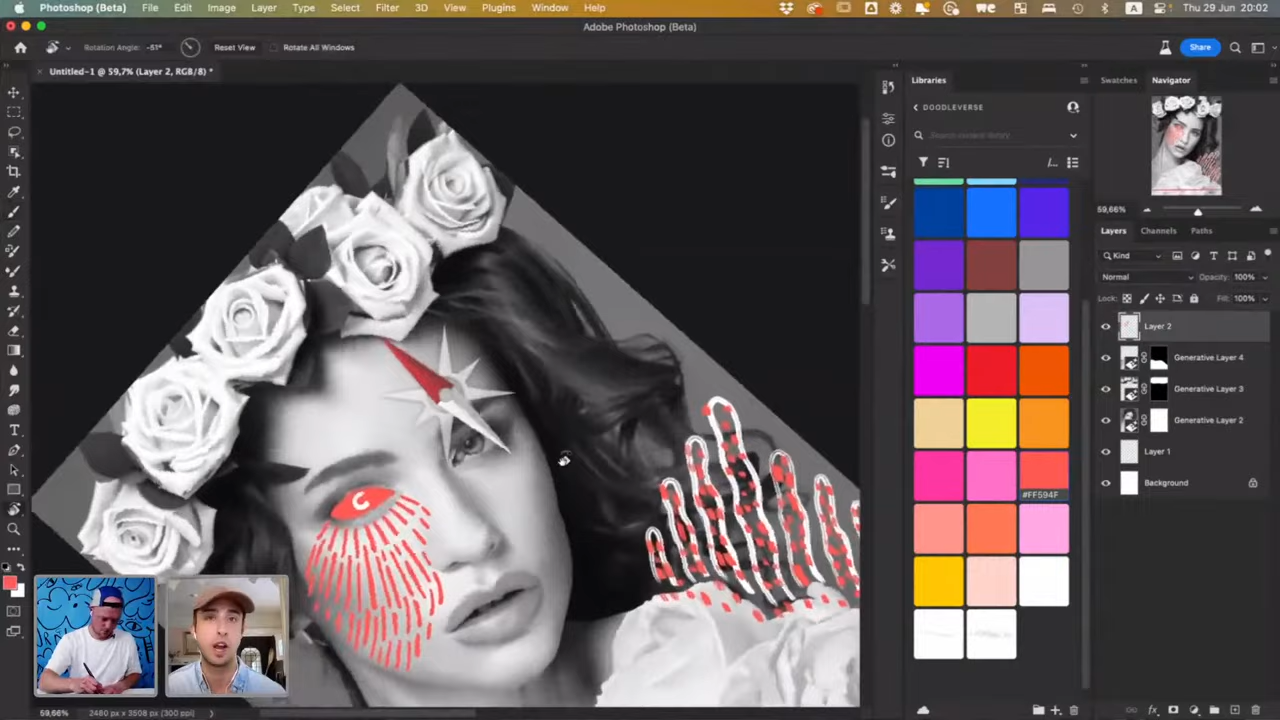 Photoshop (Beta) File Edit Image Layer Type Select Filter 3D View Plugins Window Help A Thu 29 Jun 20:02
Adobe Photoshop (Beta)
Rotation Angle: -51° Reset View Rotate All Windows Share
Untitled-1 @ 59,7% (Layer 2, RGB/8) *
Libraries
Swatches Navigator
DOODLEVERSE
Search current library
59,66%
Layers Channels Paths
Kind
Normal Opacity: 100%
Lock: Fill: 100%
Layer 2
Generative Layer 4
Generative Layer 3
Generative Layer 2
Layer 1
Background
#FF594F
59,66% 2480 px x 3508 px (300 ppi)